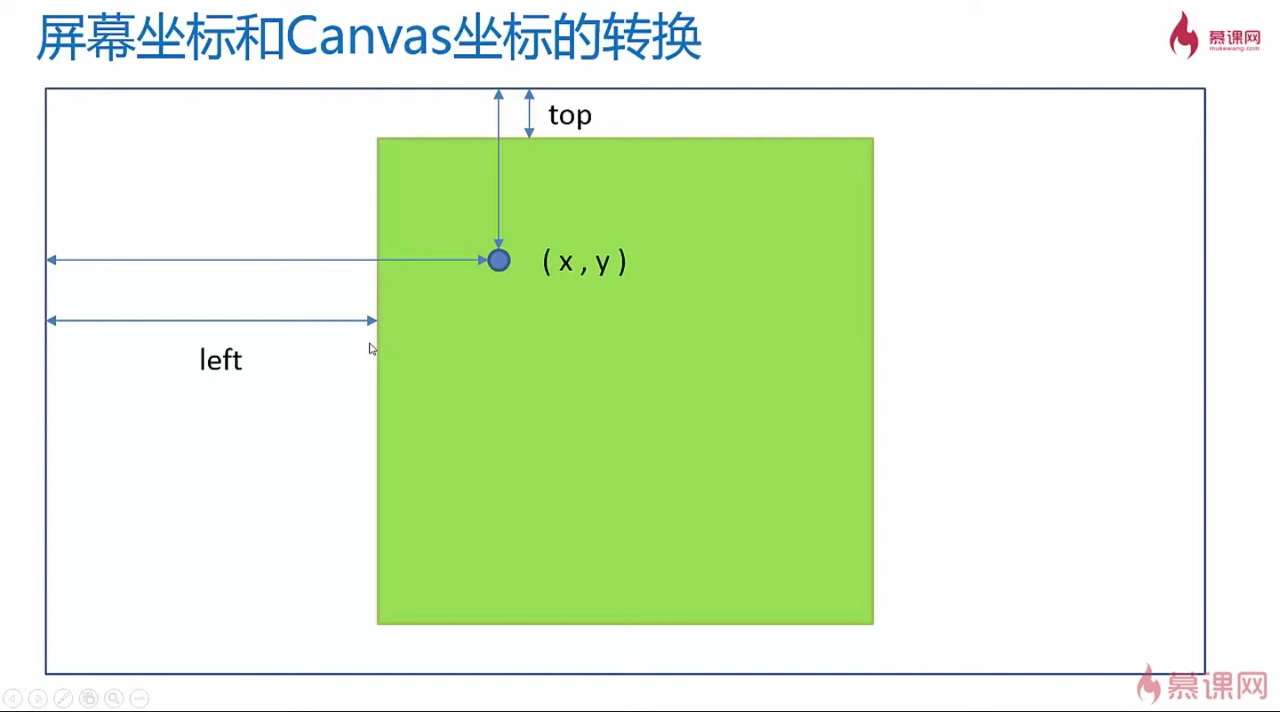 屏幕坐标和Canvas坐标的转换
慕课网
mukewang.com
top
( x , y )
left
慕课网